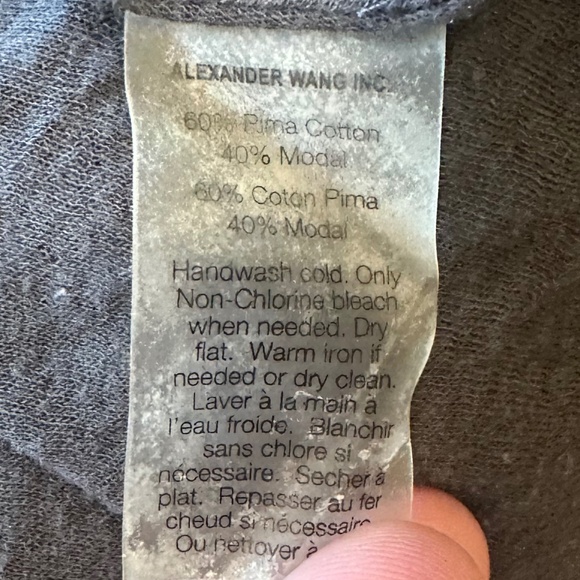 ALEXANDER WANG INC.
60% Pima Cotton
40% Modal
60% Coton Pima
40% Modal
Handwash cold. Only
Non-Chlorine bleach
when needed. Dry
flat. Warm iron if
needed or dry clean.
Laver à la main à
l'eau froide. Blanchir
sans chlore si
nécessaire. Secher à
plat. Repasser au fer
cheud si nécessaire
Ou nettoyer à